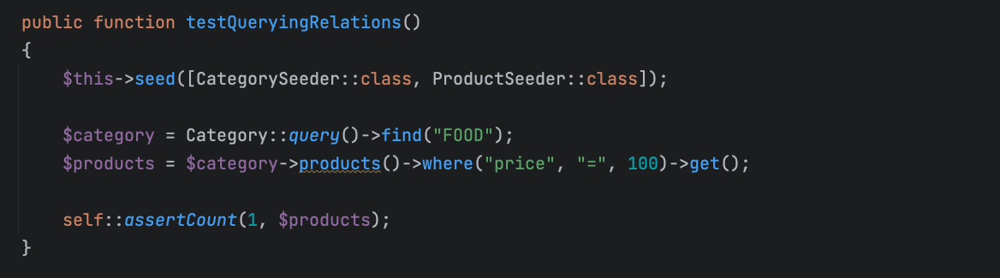 public function testQueryingRelations()
{
    $this->seed([CategorySeeder::class, ProductSeeder::class]);
    $category = Category::query()->find("FOOD");
    $products = $category->products()->where("price", "=", 100)->get();
    self::assertCount(1, $products);
}